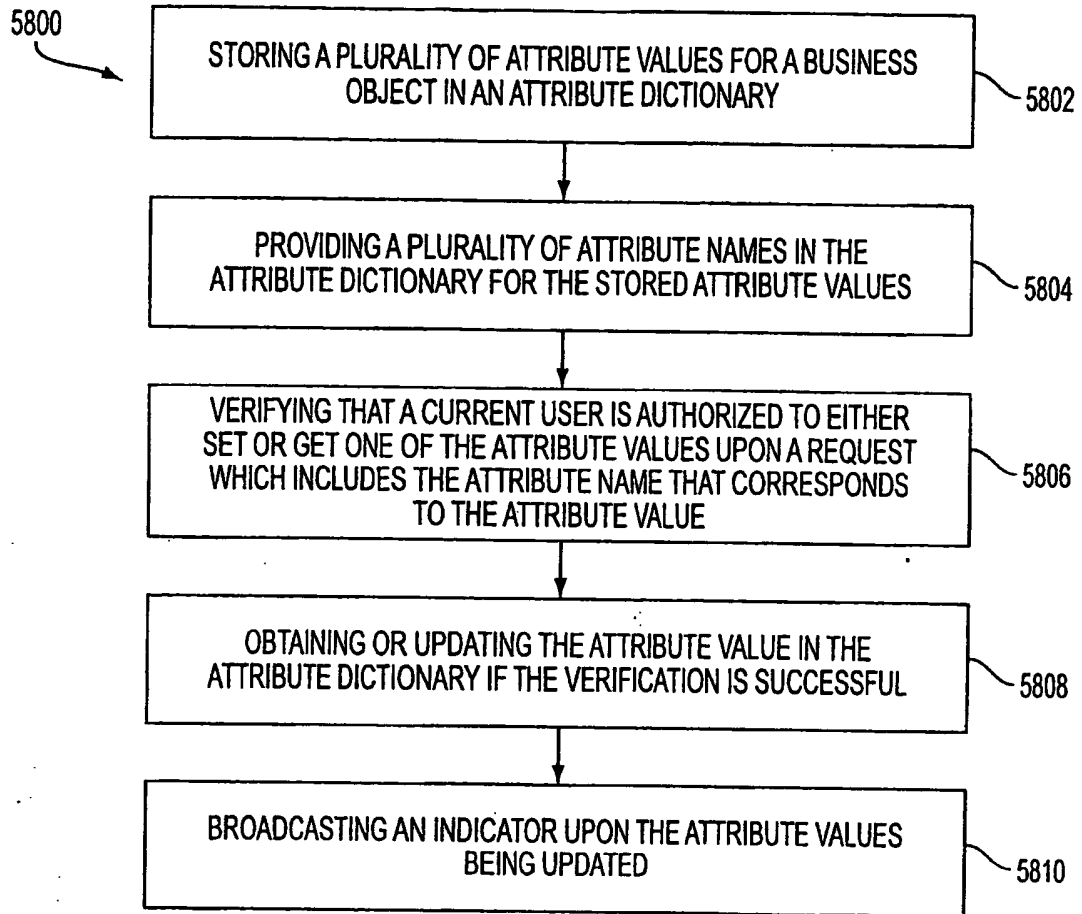 5800
STORING A PLURALITY OF ATTRIBUTE VALUES FOR A BUSINESS
OBJECT IN AN ATTRIBUTE DICTIONARY
5802
PROVIDING A PLURALITY OF ATTRIBUTE NAMES IN THE
ATTRIBUTE DICTIONARY FOR THE STORED ATTRIBUTE VALUES
5804
VERIFYING THAT A CURRENT USER IS AUTHORIZED TO EITHER
SET OR GET ONE OF THE ATTRIBUTE VALUES UPON A REQUEST
WHICH INCLUDES THE ATTRIBUTE NAME THAT CORRESPONDS
TO THE ATTRIBUTE VALUE
5806
OBTAINING OR UPDATING THE ATTRIBUTE VALUE IN THE
ATTRIBUTE DICTIONARY IF THE VERIFICATION IS SUCCESSFUL
5808
BROADCASTING AN INDICATOR UPON THE ATTRIBUTE VALUES
BEING UPDATED
5810